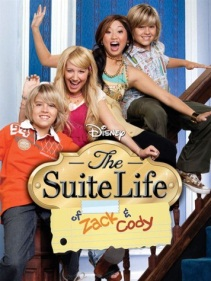 Disney
The
Suite Life
of Zack & Cody